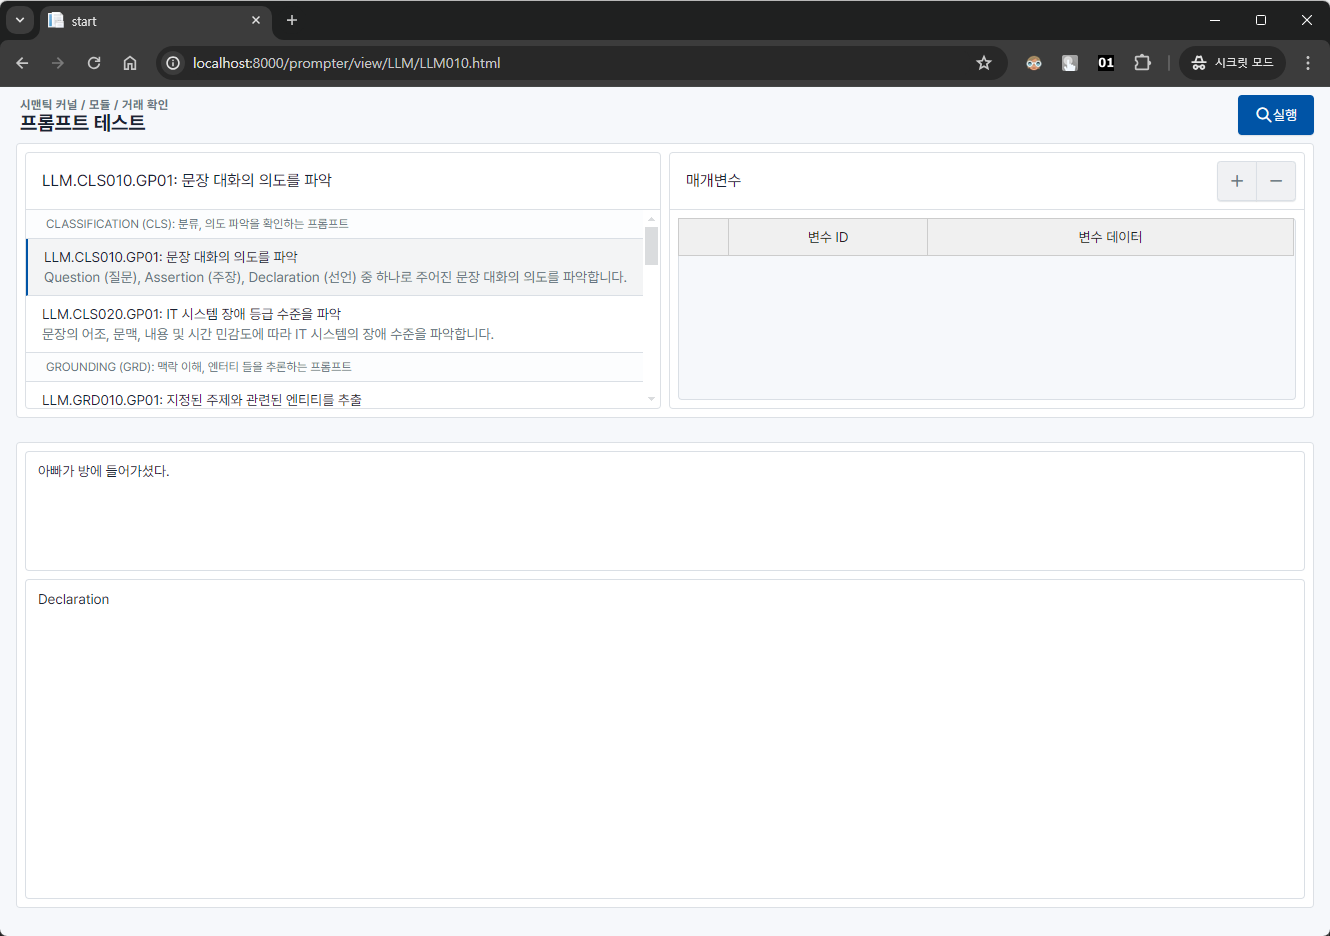 start
localhost:8000/prompter/view/LLM/LLM010.html
01
시크릿 모드
시맨틱 커널 / 모듈 / 거래 확인
프롬프트 테스트
실행
LLM.CLS010.GP01: 문장 대화의 의도를 파악
CLASSIFICATION (CLS): 분류, 의도 파악을 확인하는 프롬프트
LLM.CLS010.GP01: 문장 대화의 의도를 파악
Question (질문), Assertion (주장), Declaration (선언) 중 하나로 주어진 문장 대화의 의도를 파악합니다.
LLM.CLS020.GP01: IT 시스템 장애 등급 수준을 파악
문장의 어조, 문맥, 내용 및 시간 민감도에 따라 IT 시스템의 장애 수준을 파악합니다.
GROUNDING (GRD): 맥락 이해, 엔터티 들을 추론하는 프롬프트
LLM.GRD010.GP01: 지정된 주제와 관련된 엔티티를 추출
매개변수
변수 ID
변수 데이터
아빠가 방에 들어가셨다.
Declaration